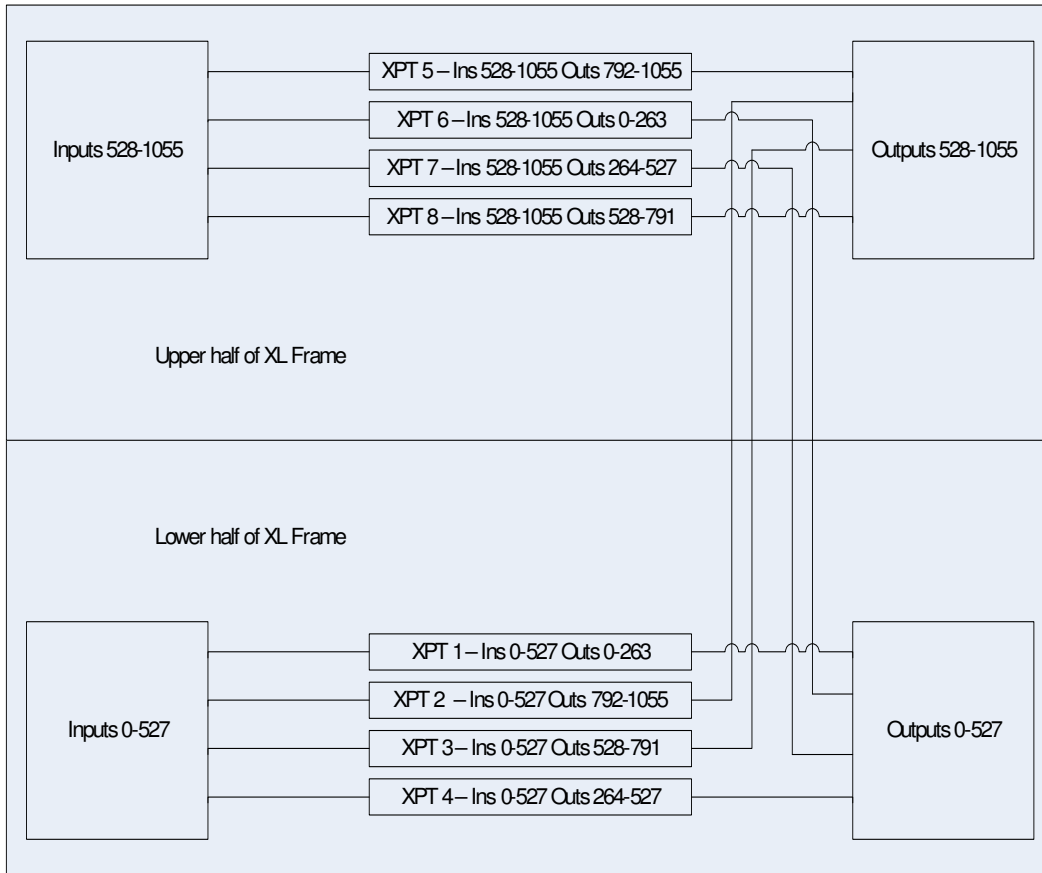 XPT 5 – Ins 528-1055 Outs 792-1055
XPT 6 – Ins 528-1055 Outs 0-263
Inputs 528-1055
Outputs 528-1055
XPT 7 – Ins 528-1055 Outs 264-527
XPT 8 – Ins 528-1055 Outs 528-791
Upper half of XL Frame
Lower half of XL Frame
XPT 1 – Ins 0-527 Outs 0-263
XPT 2 – Ins 0-527 Outs 792-1055
Inputs 0-527
Outputs 0-527
XPT 3 – Ins 0-527 Outs 528-791
XPT 4 – Ins 0-527 Outs 264-527